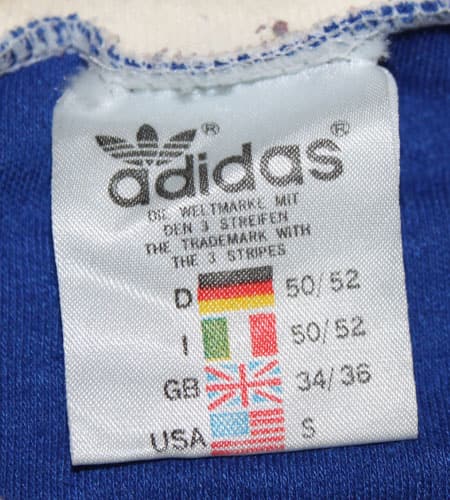 ®
adidas®
DIE WELTMARKE MIT
DEN 3 STREIFEN
THE TRADEMARK WITH
THE 3 STRIPES
D 50/52
I 50/52
GB 34/36
USA S